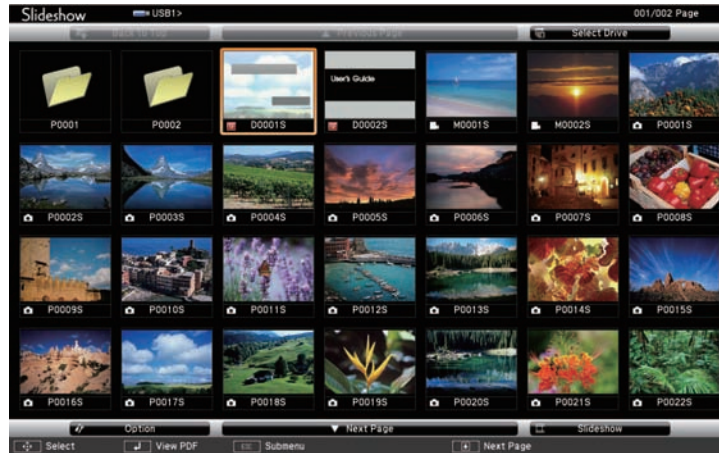 Slideshow USB1> 001/002 Page
Back to Top Previous Page Select Drive
User's Guide
P0001 P0002 D0001S D0002S M0001S M0002S P0001S
P0002S P0003S P0004S P0005S P0006S P0007S P0008S
P0009S P0010S P0011S P0012S P0013S P0014S P0015S
P0016S P0017S P0018S P0019S P0020S P0021S P0022S
Option Next Page Slideshow
Select View PDF Submenu Next Page